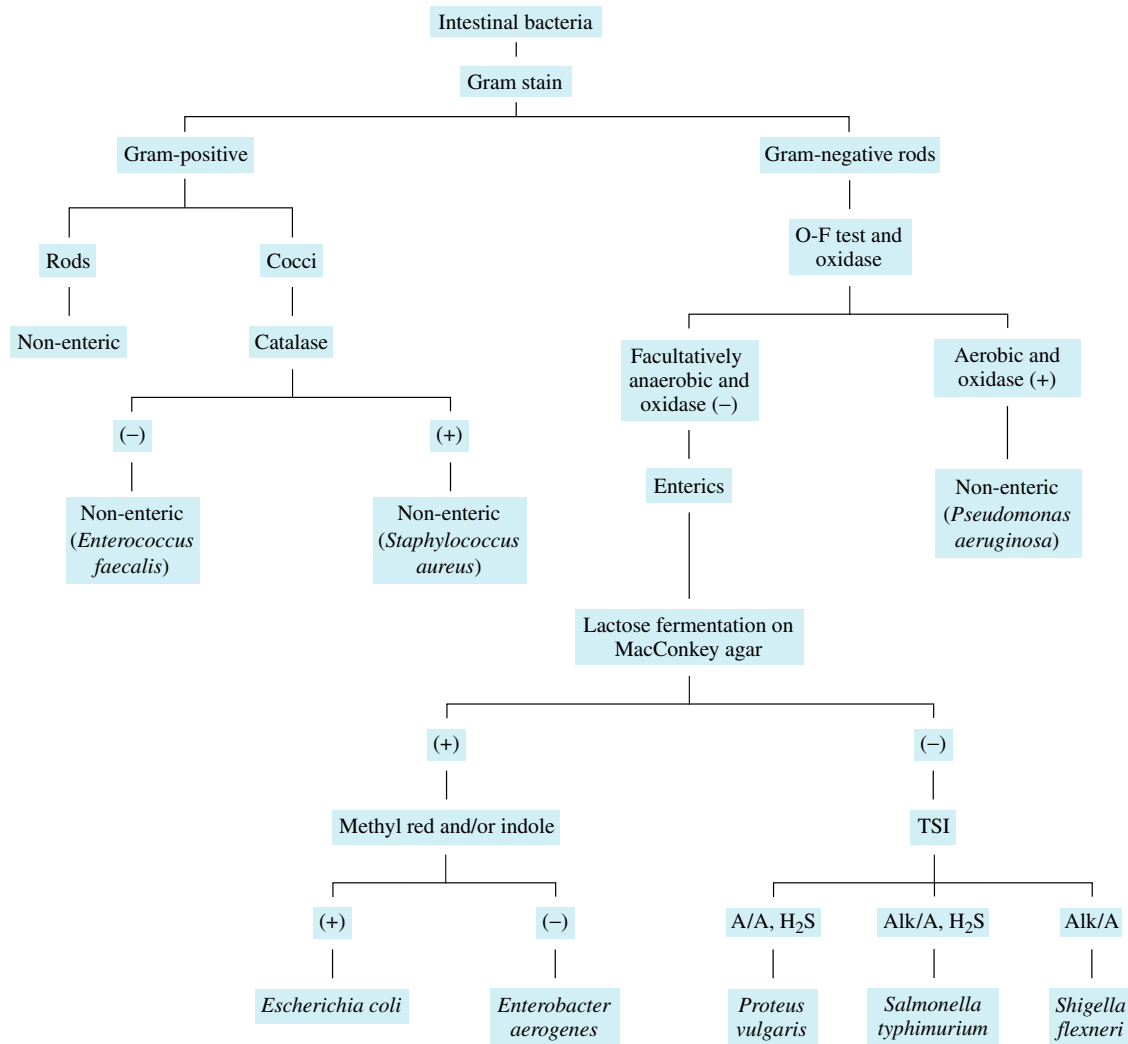 Intestinal bacteria
Gram stain
Gram-positive
Gram-negative rods
Rods
Cocci
O-F test and
oxidase
Non-enteric
Catalase
Facultatively
anaerobic and
oxidase (−)
Aerobic and
oxidase (+)
(−)
(+)
Enterics
Non-enteric
(Enterococcus
faecalis)
Non-enteric
(Staphylococcus
aureus)
Non-enteric
(Pseudomonas
aeruginosa)
Lactose fermentation on
MacConkey agar
(+)
(−)
Methyl red and/or indole
TSI
(+)
(−)
A/A, H₂S
Alk/A, H₂S
Alk/A
Escherichia coli
Enterobacter
aerogenes
Proteus
vulgaris
Salmonella
typhimurium
Shigella
flexneri